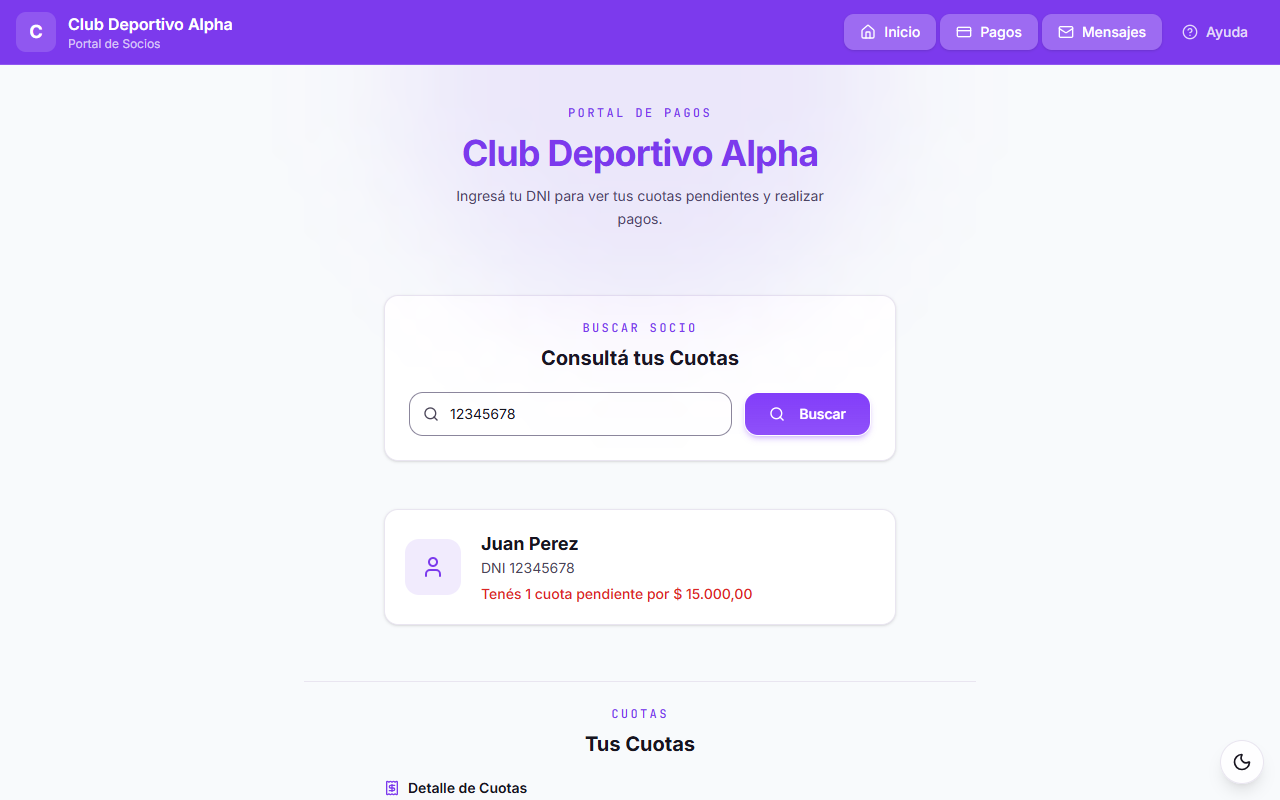 C
Club Deportivo Alpha
Portal de Socios
Inicio
Pagos
Mensajes
Ayuda
PORTAL DE PAGOS
Club Deportivo Alpha
Ingresá tu DNI para ver tus cuotas pendientes y realizar
pagos.
BUSCAR SOCIO
Consultá tus Cuotas
12345678
Buscar
Juan Perez
DNI 12345678
Tenés 1 cuota pendiente por $ 15.000,00
CUOTAS
Tus Cuotas
Detalle de Cuotas